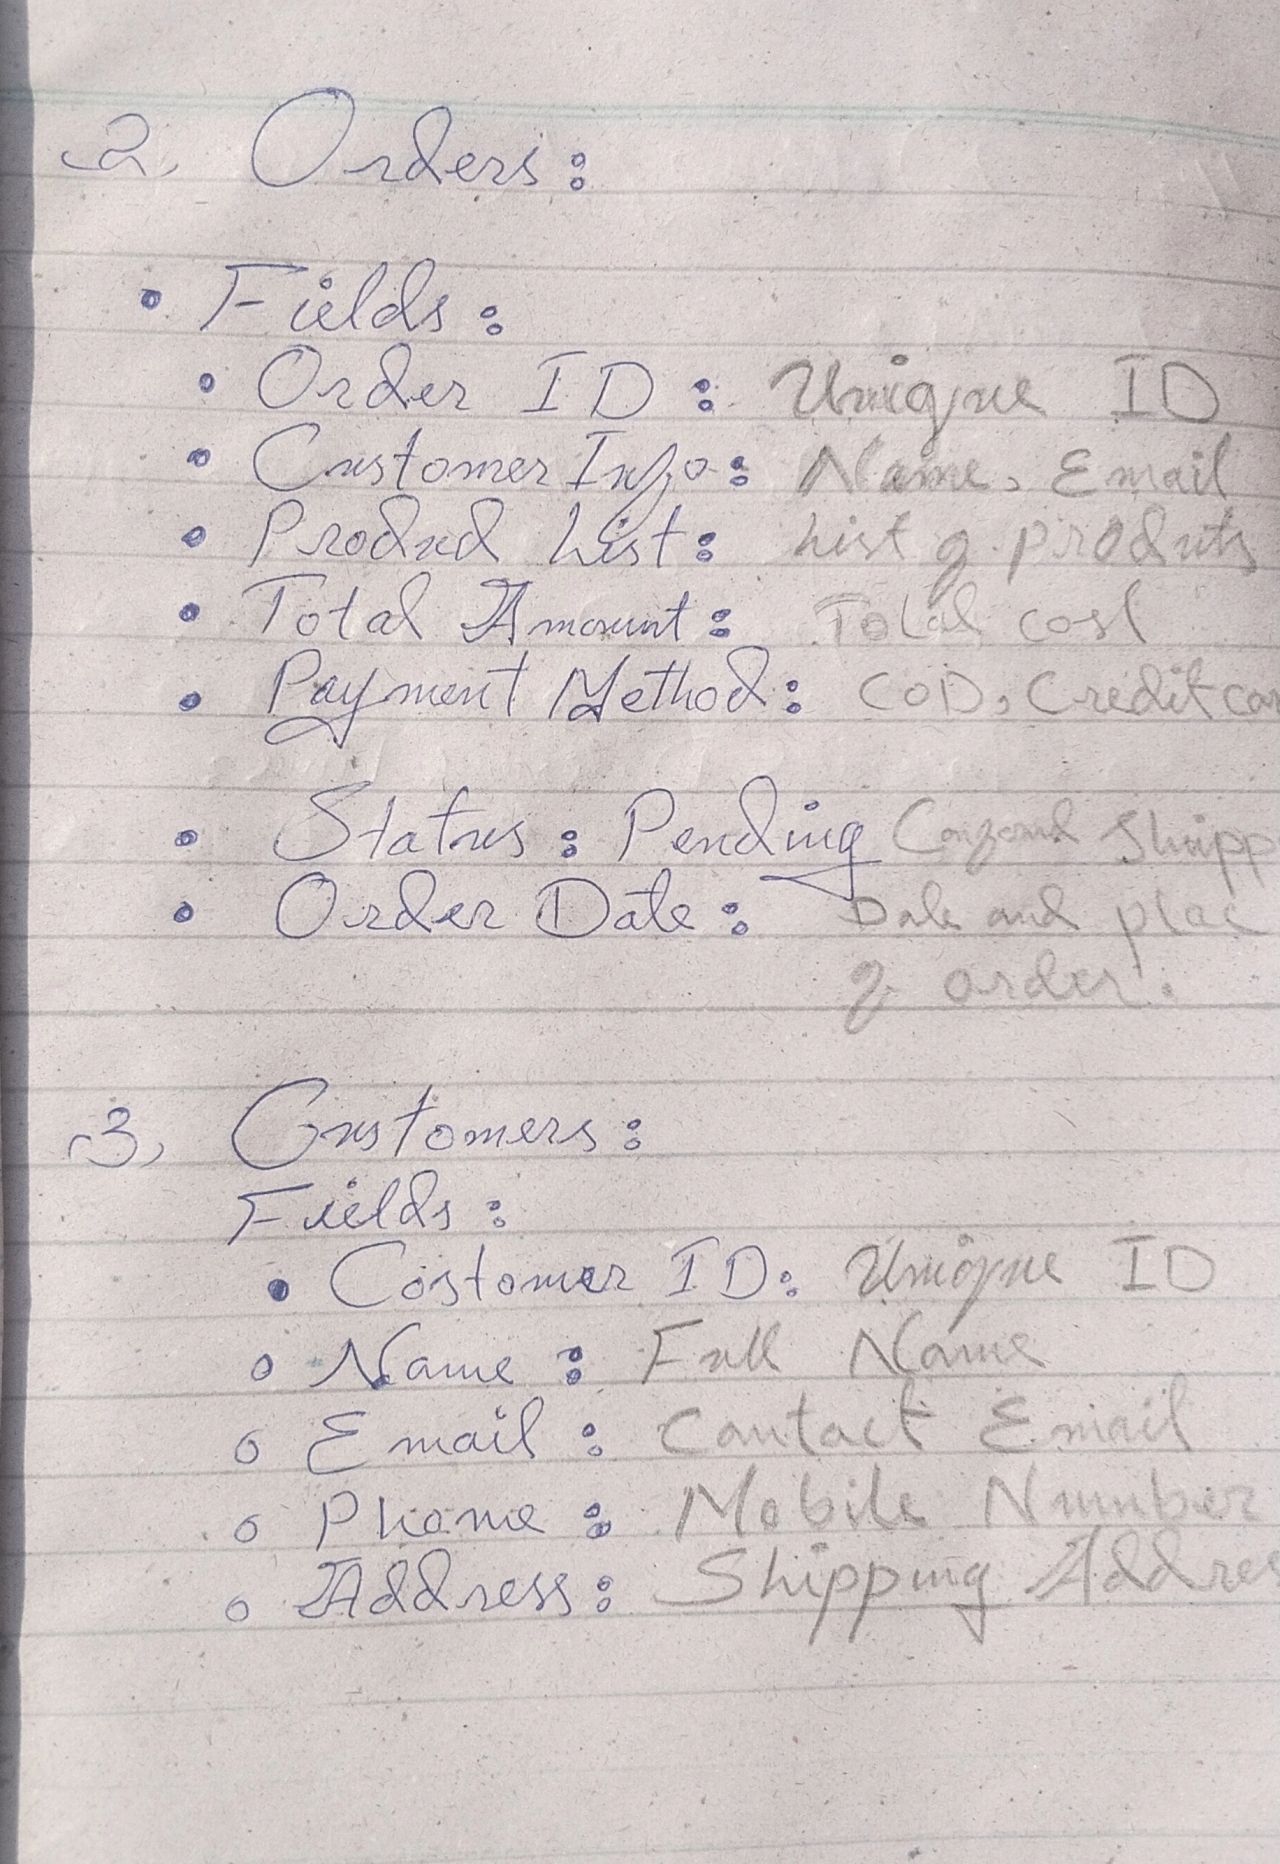 2, Orders:
• Fields:
• Order ID: Unique ID
• Customer Info: Name, Email
• Product List: List of products
• Total Amount: Total cost
• Payment Method: COD, Credit car
• Status: Pending Shipp
• Order Date: Date and plac
of order.
3, Customers:
Fields:
• Costomer ID: Unique ID
• Name: Full Name
• Email: Contact Email
• Phone: Mobile Number
• Address: Shipping Addres